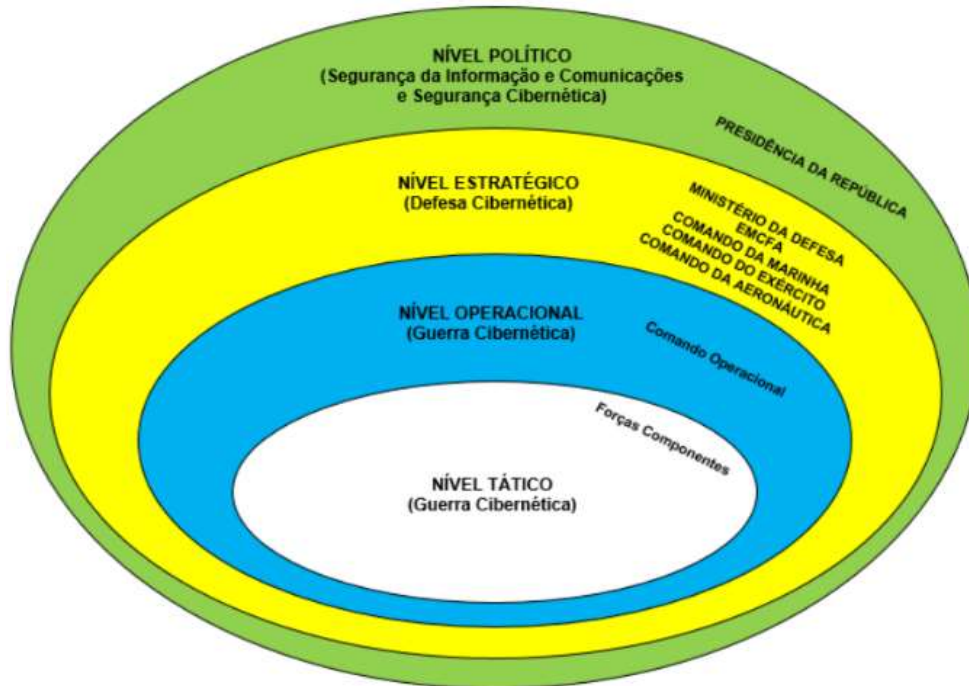 NÍVEL POLÍTICO
(Segurança da Informação e Comunicações
e Segurança Cibernética)
PRESIDÊNCIA DA REPÚBLICA
NÍVEL ESTRATÉGICO
(Defesa Cibernética)
MINISTÉRIO DA DEFESA
EMCFA
COMANDO DA MARINHA
COMANDO DO EXÉRCITO
COMANDO DA AERONÁUTICA
NÍVEL OPERACIONAL
(Guerra Cibernética)
Comando Operacional
Forças Componentes
NÍVEL TÁTICO
(Guerra Cibernética)